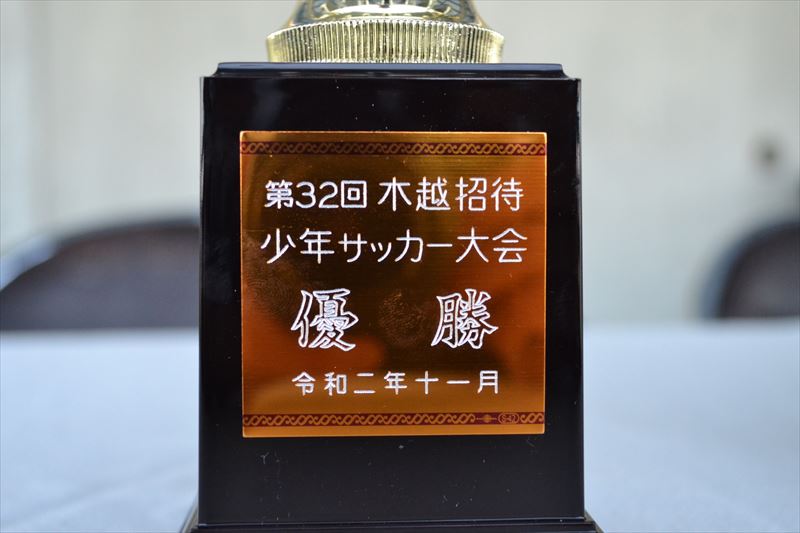 第32回 木越招待
少年サッカー大会
優 勝
令和二年十一月